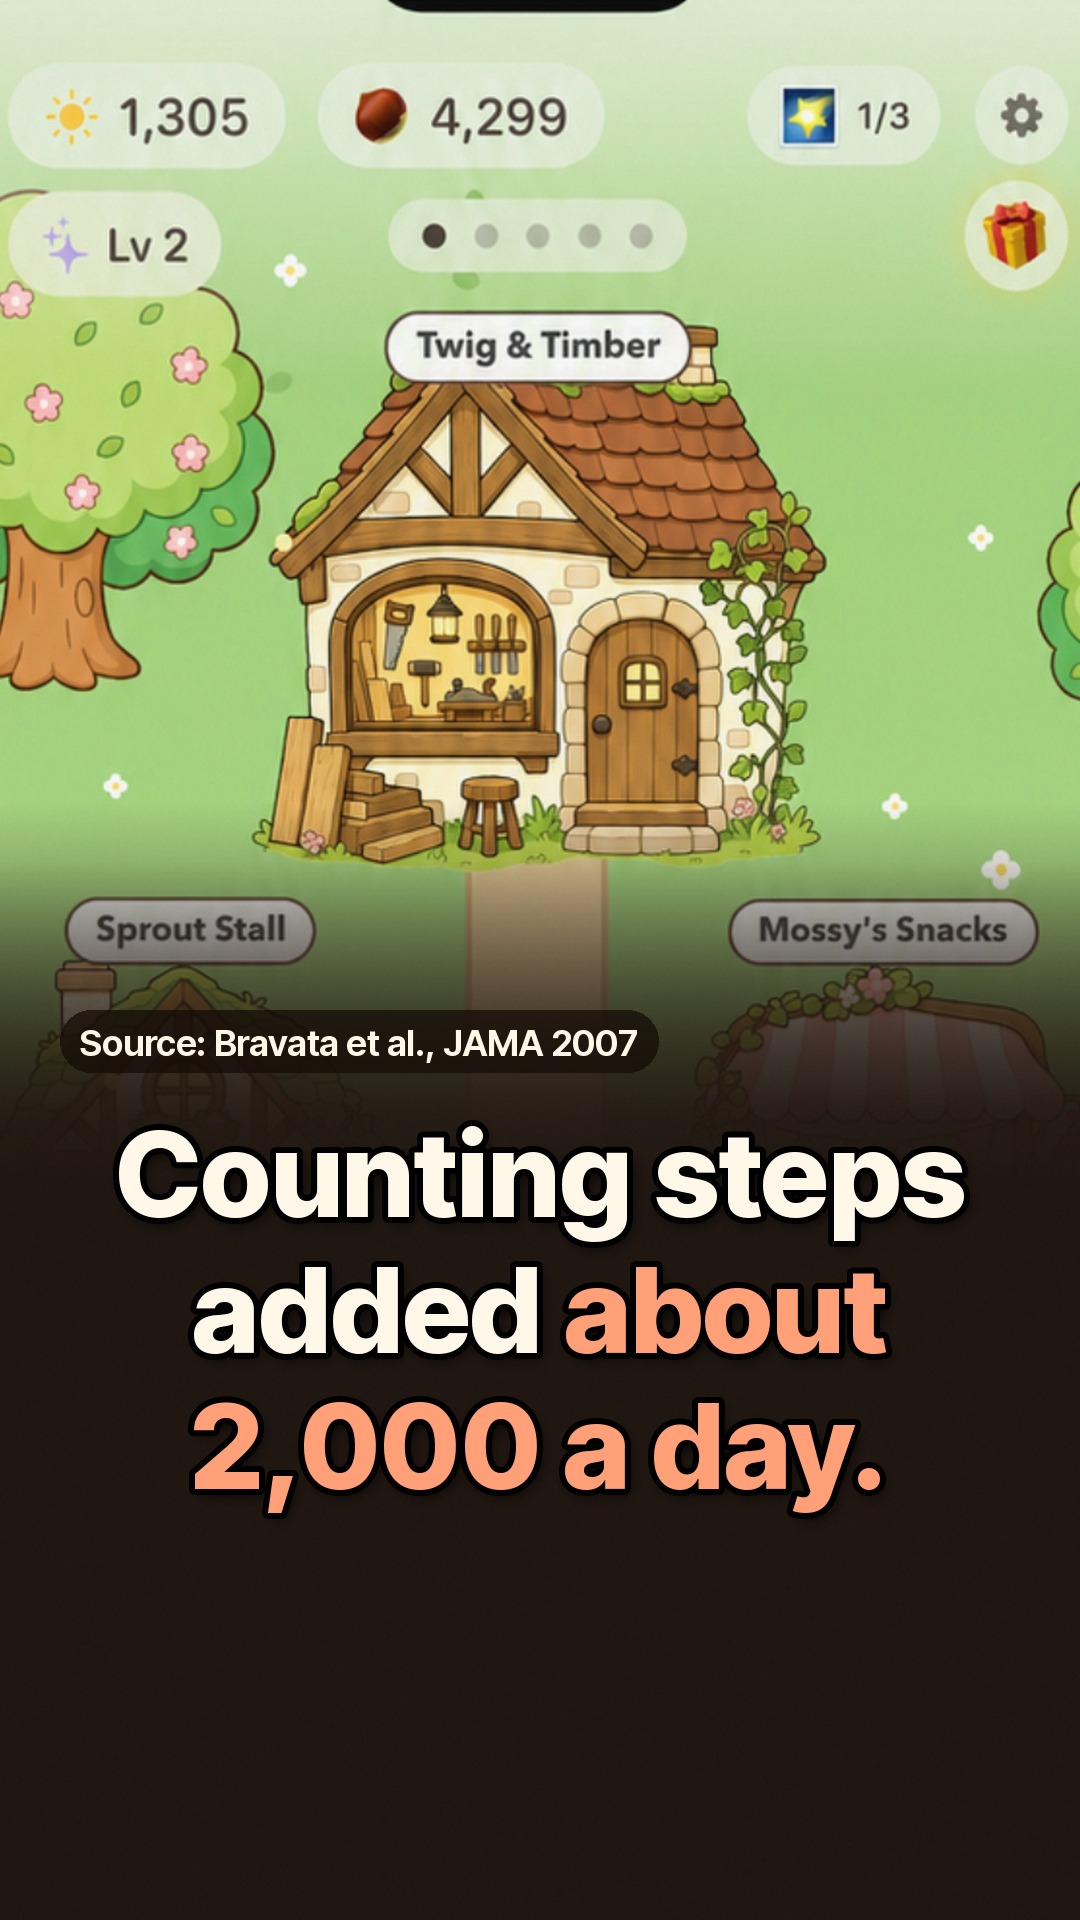 1,305
4,299
1/3
Lv 2
Twig & Timber
Sprout Stall
Mossy's Snacks
Source: Bravata et al., JAMA 2007
Counting steps
added about
2,000 a day.